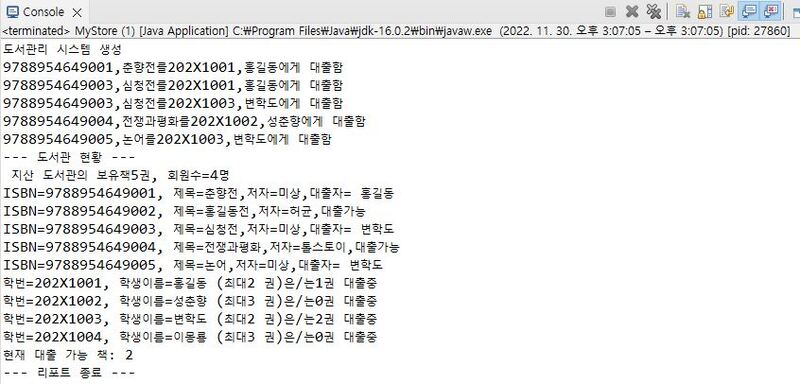 Console
<terminated> MyStore (1) [Java Application] C:₩Program Files₩Java₩jdk-16.0.2₩bin₩javaw.exe (2022. 11. 30. 오후 3:07:05 – 오후 3:07:05) [pid: 27860]
도서관리 시스템 생성
9788954649001,춘향전를202X1001,홍길동에게 대출함
9788954649003,심청전를202X1001,홍길동에게 대출함
9788954649003,심청전를202X1003,변학도에게 대출함
9788954649004,전쟁과평화를202X1002,성춘향에게 대출함
9788954649005,논어를202X1003,변학도에게 대출함
--- 도서관 현황 ---
지산 도서관의 보유책5권, 회원수=4명
ISBN=9788954649001, 제목=춘향전,저자=미상,대출자= 홍길동
ISBN=9788954649002, 제목=홍길동전,저자=허균,대출가능
ISBN=9788954649003, 제목=심청전,저자=미상,대출자= 변학도
ISBN=9788954649004, 제목=전쟁과평화,저자=톨스토이,대출가능
ISBN=9788954649005, 제목=논어,저자=미상,대출자= 변학도
학번=202X1001, 학생이름=홍길동 (최대2 권)은/는1권 대출중
학번=202X1002, 학생이름=성춘향 (최대3 권)은/는0권 대출중
학번=202X1003, 학생이름=변학도 (최대2 권)은/는2권 대출중
학번=202X1004, 학생이름=이몽룡 (최대3 권)은/는0권 대출중
현재 대출 가능 책: 2
--- 리포트 종료 ---